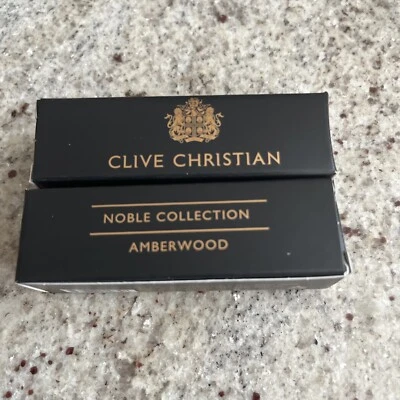 CLIVE CHRISTIAN
NOBLE COLLECTION
AMBERWOOD